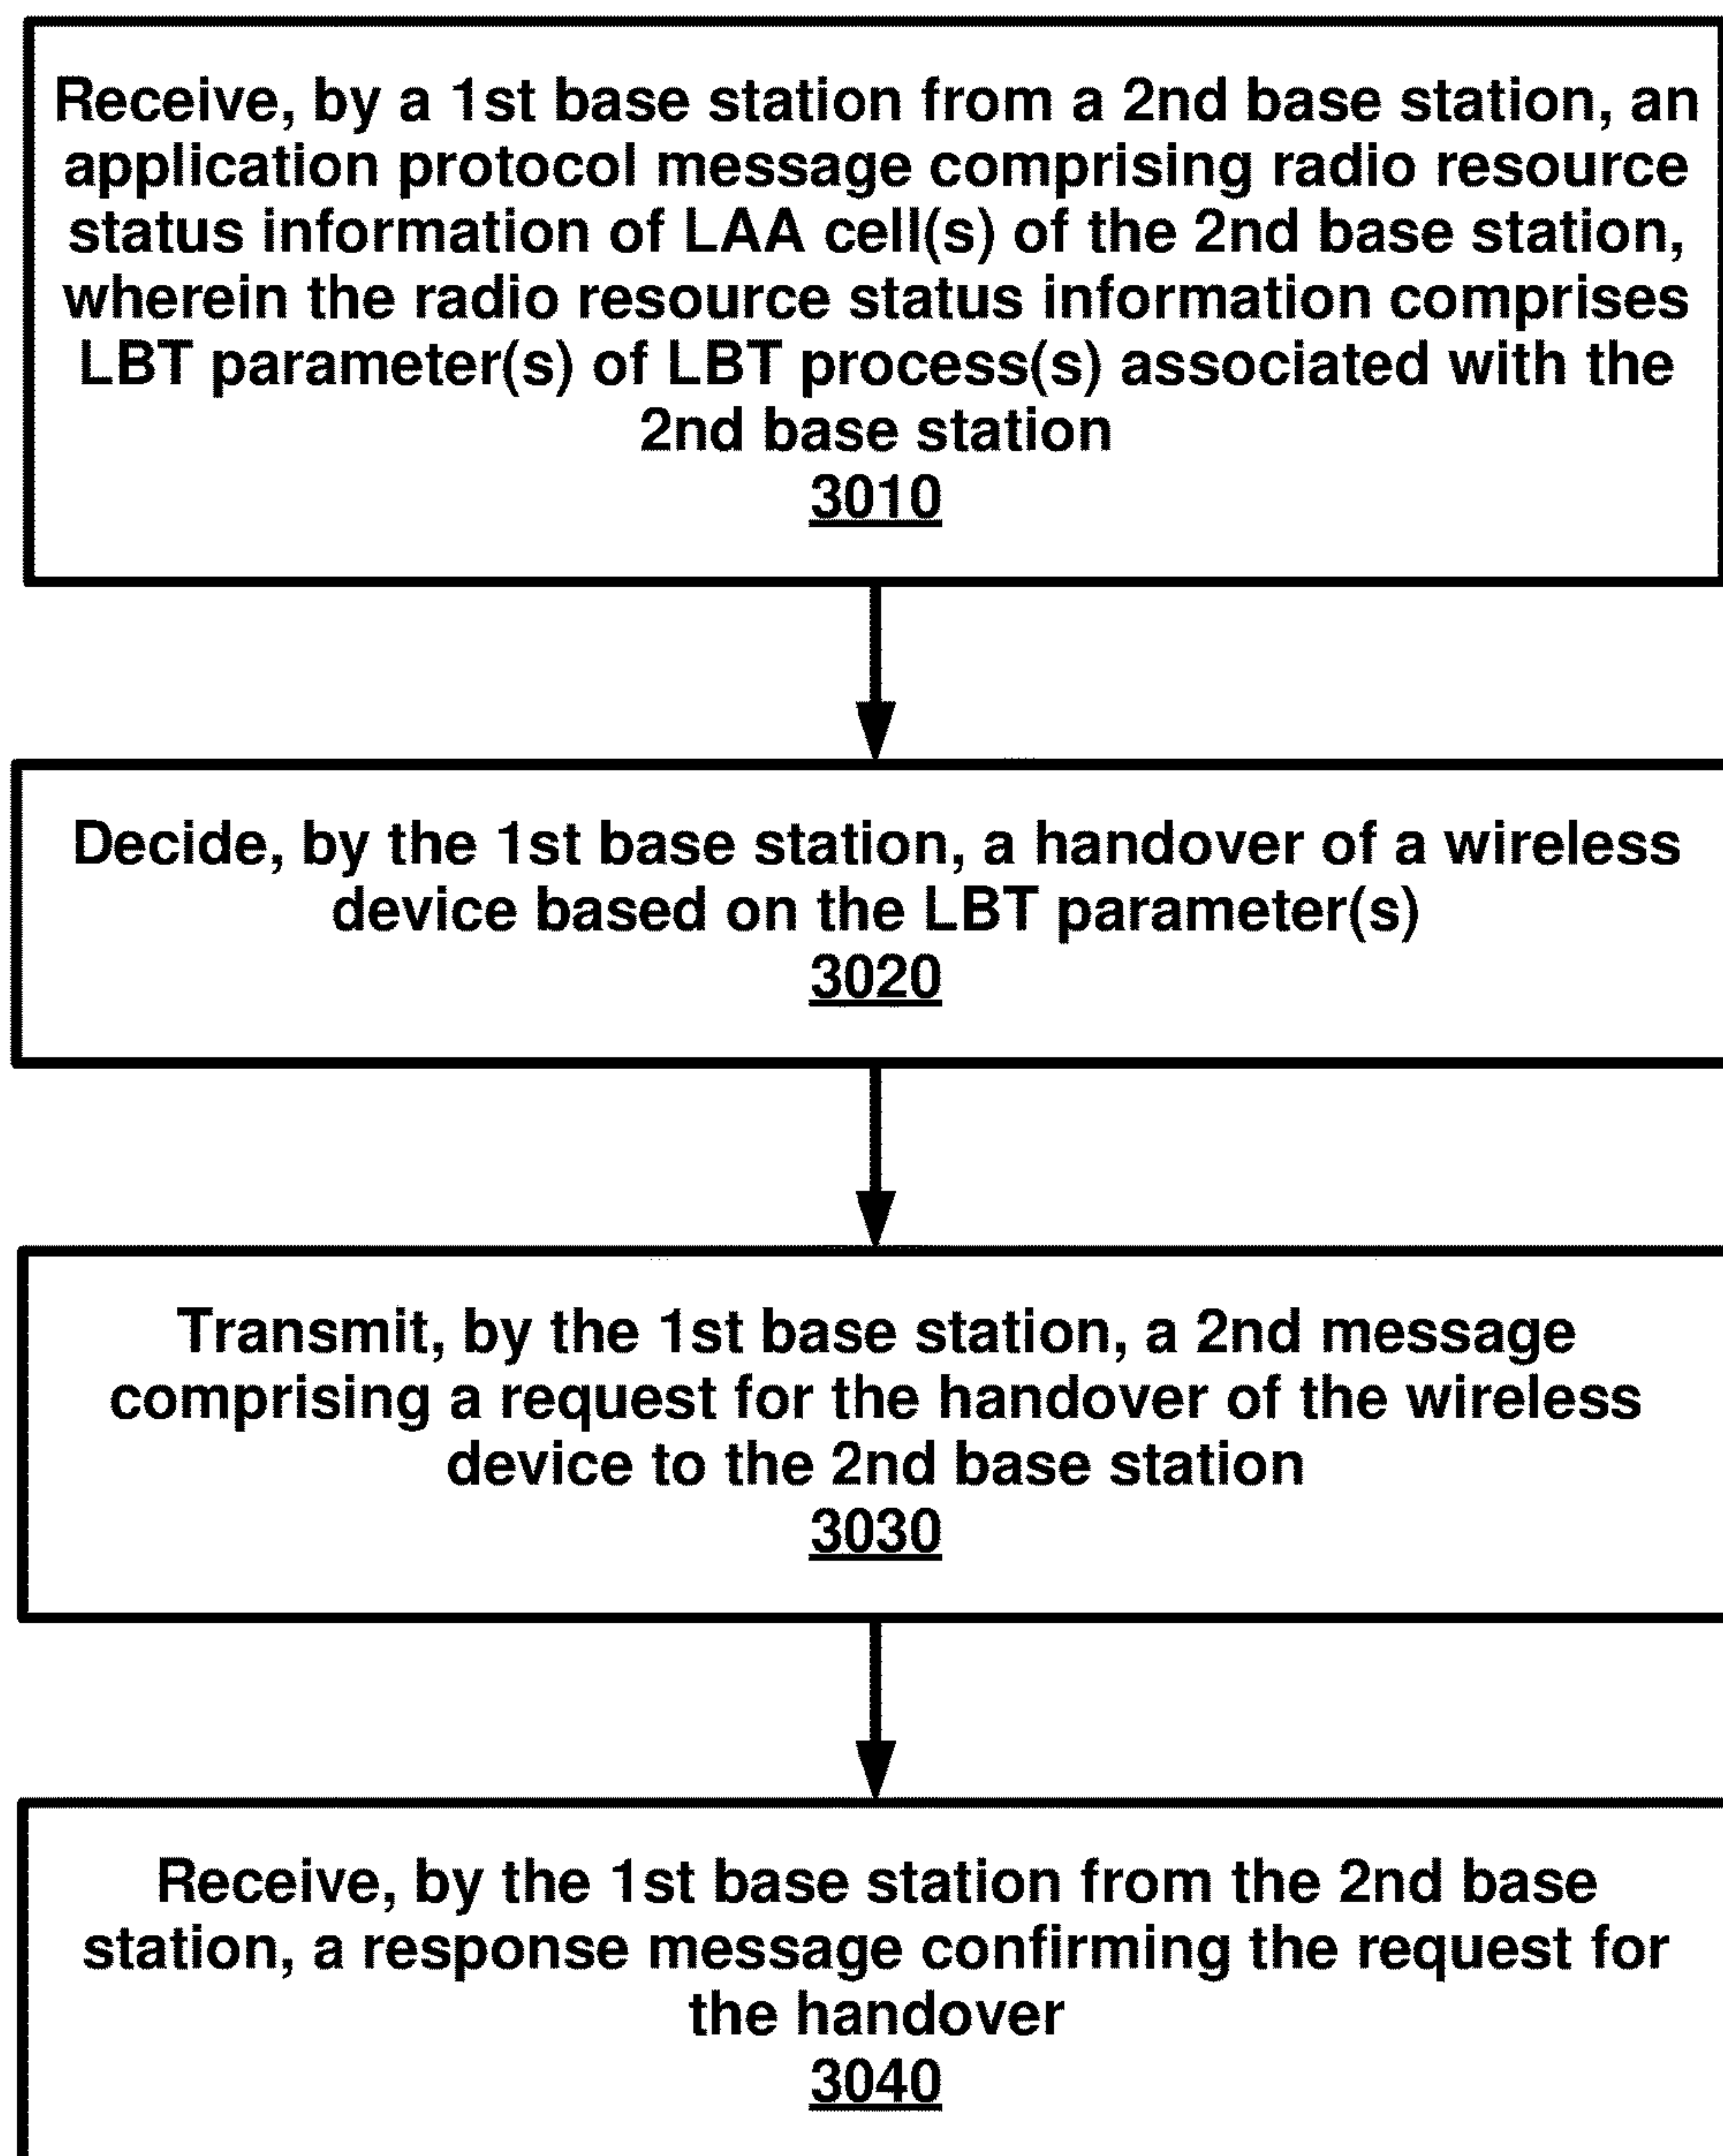 Receive, by a 1st base station from a 2nd base station, an
application protocol message comprising radio resource
status information of LAA cell(s) of the 2nd base station,
wherein the radio resource status information comprises
LBT parameter(s) of LBT process(s) associated with the
2nd base station
3010
Decide, by the 1st base station, a handover of a wireless
device based on the LBT parameter(s)
3020
Transmit, by the 1st base station, a 2nd message
comprising a request for the handover of the wireless
device to the 2nd base station
3030
Receive, by the 1st base station from the 2nd base
station, a response message confirming the request for
the handover
3040